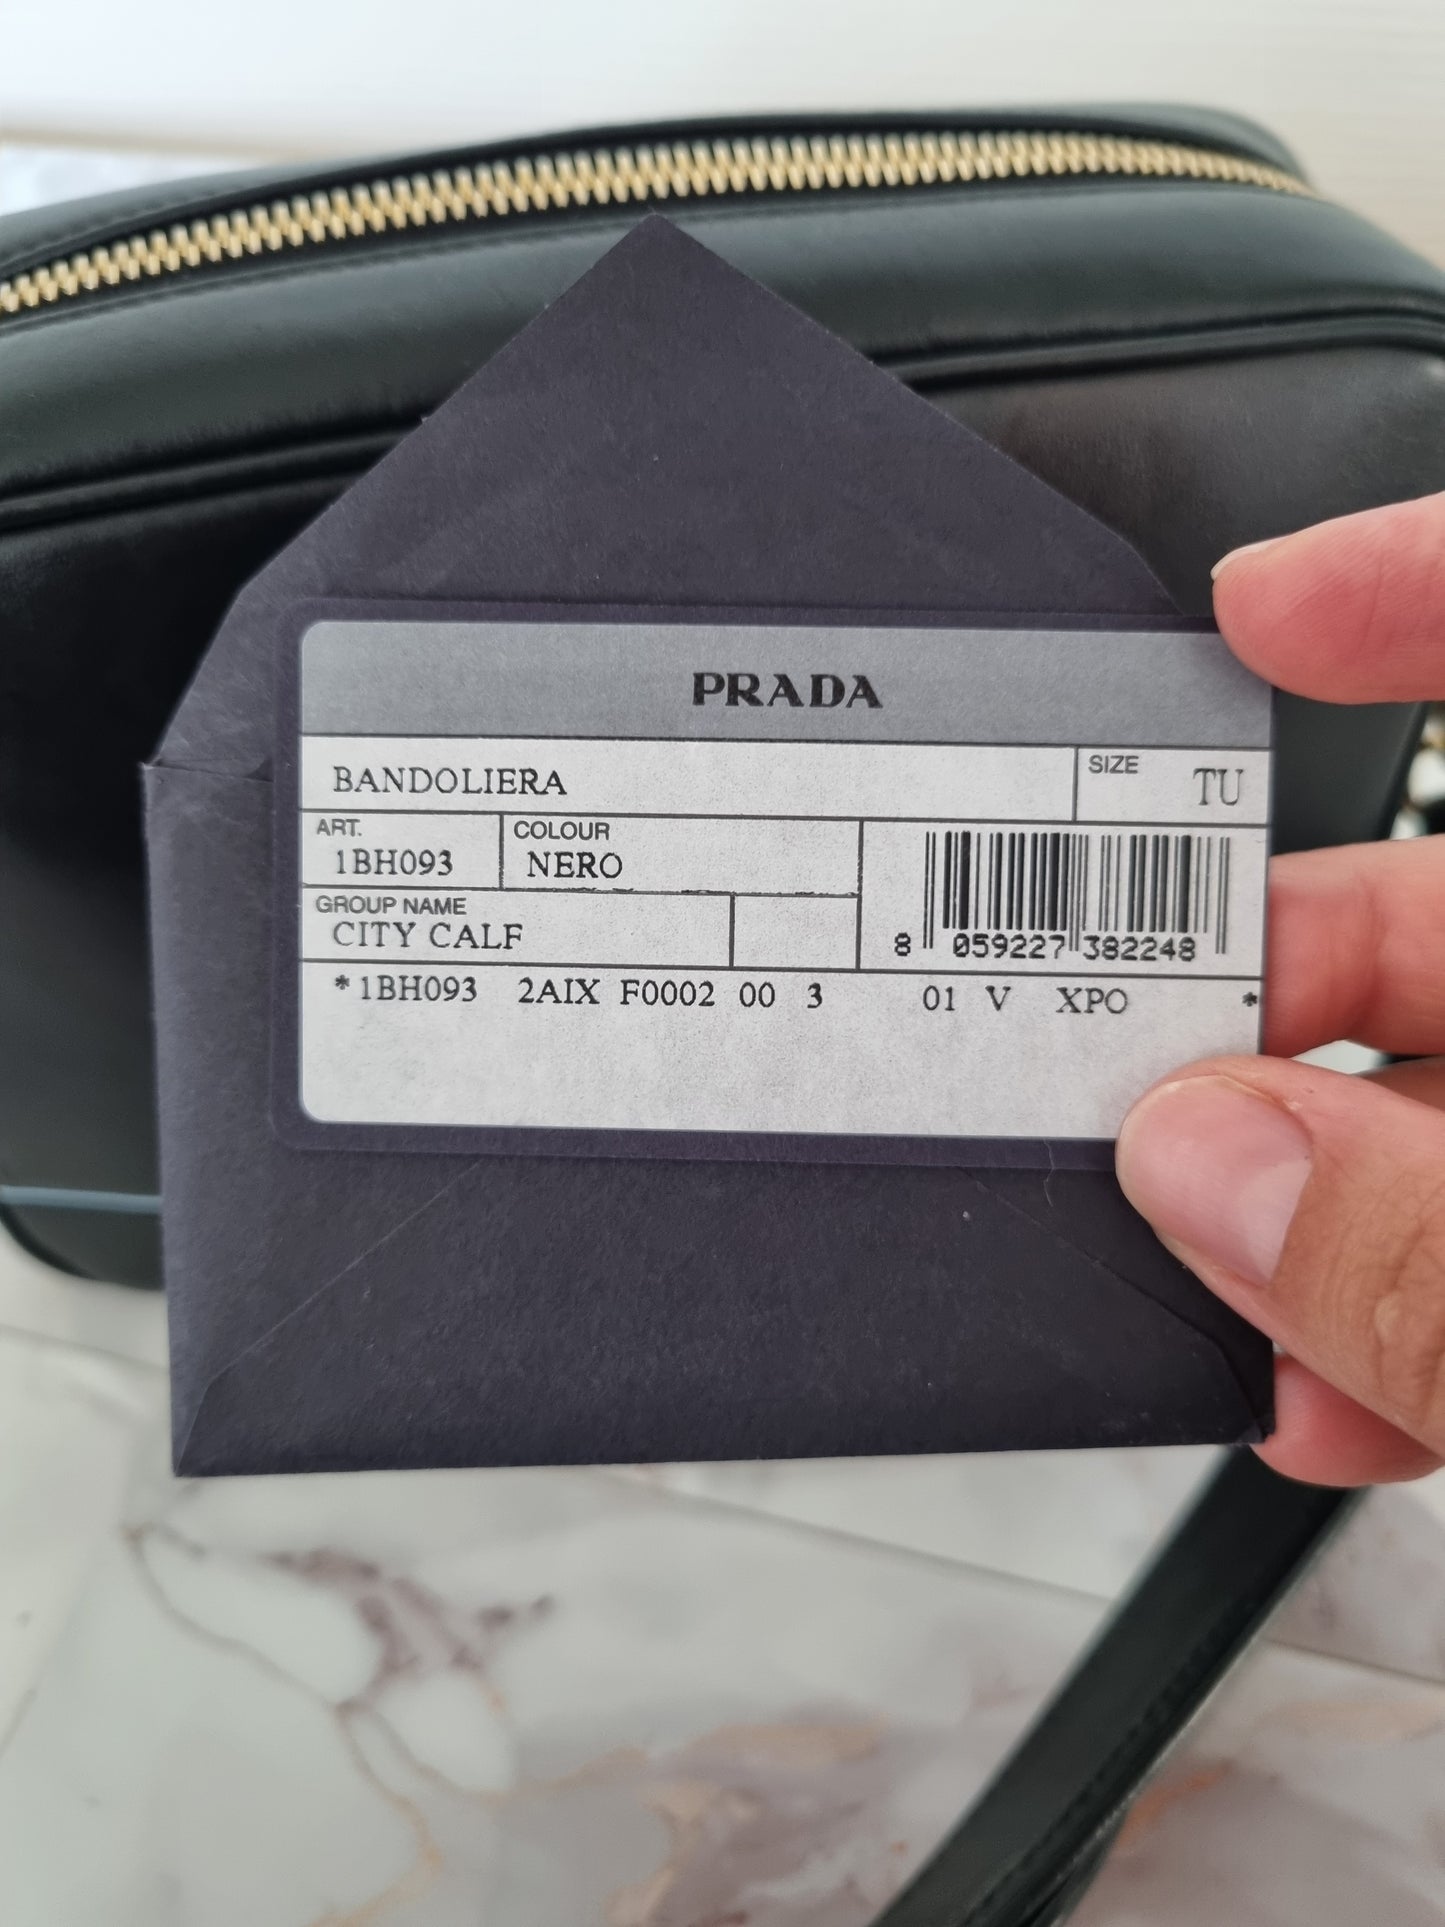 PRADA
BANDOLIERA
SIZE TU
ART.
1BH093
COLOUR
NERO
GROUP NAME
CITY CALF
8 059227 382248
*1BH093 2AIX F0002 00 3 01 V XPO *